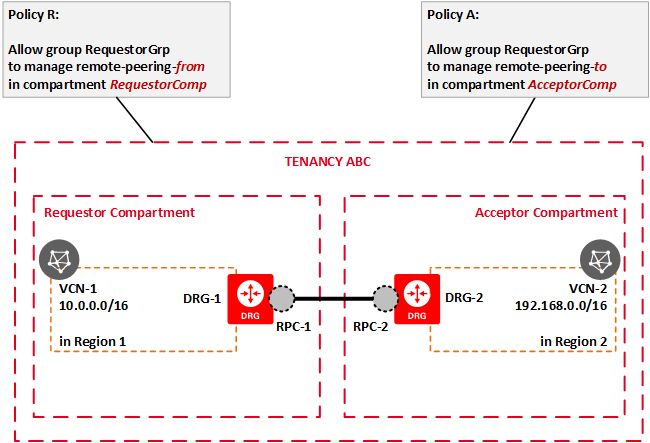 Policy R:
Allow group RequestorGrp
to manage remote-peering-from
in compartment RequestorComp
Policy A:
Allow group RequestorGrp
to manage remote-peering-to
in compartment AcceptorComp
TENANCY ABC
Requestor Compartment
Acceptor Compartment
VCN-1
10.0.0.0/16
in Region 1
DRG-1
DRG
RPC-1
RPC-2
DRG
DRG-2
VCN-2
192.168.0.0/16
in Region 2